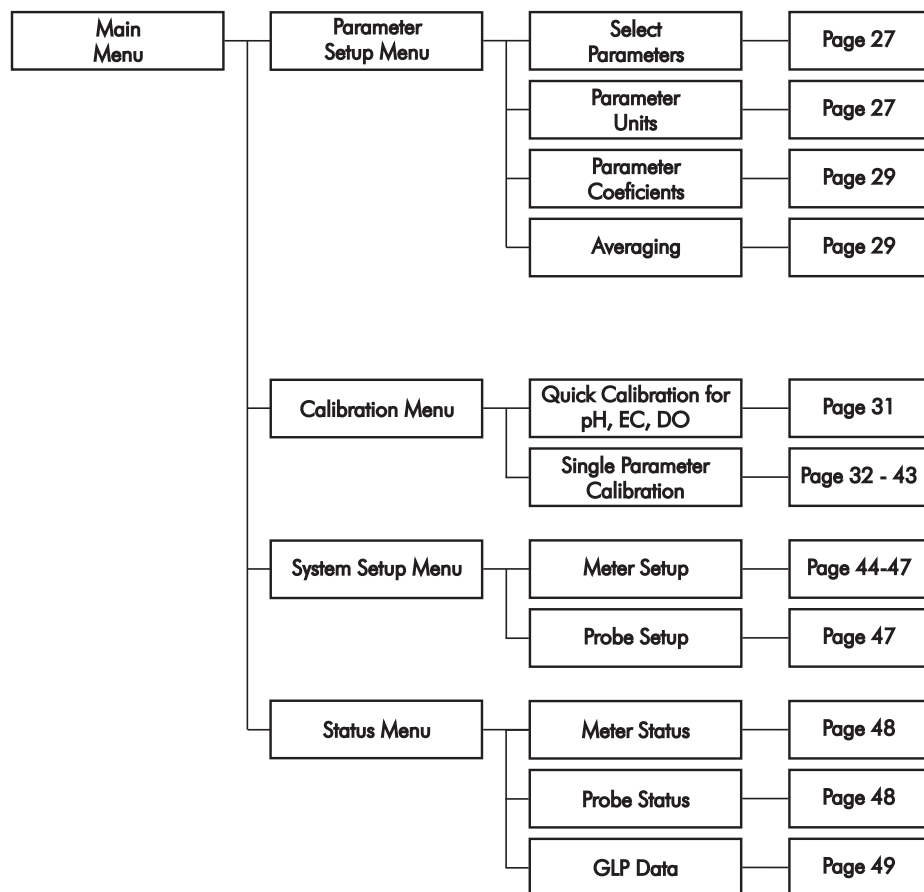 Main
Menu
Parameter
Setup Menu
Select
Parameters
Page 27
Parameter
Units
Page 27
Parameter
Coeficients
Page 29
Averaging
Page 29
Calibration Menu
Quick Calibration for
pH, EC, DO
Page 31
Single Parameter
Calibration
Page 32 - 43
System Setup Menu
Meter Setup
Page 44-47
Probe Setup
Page 47
Status Menu
Meter Status
Page 48
Probe Status
Page 48
GLP Data
Page 49